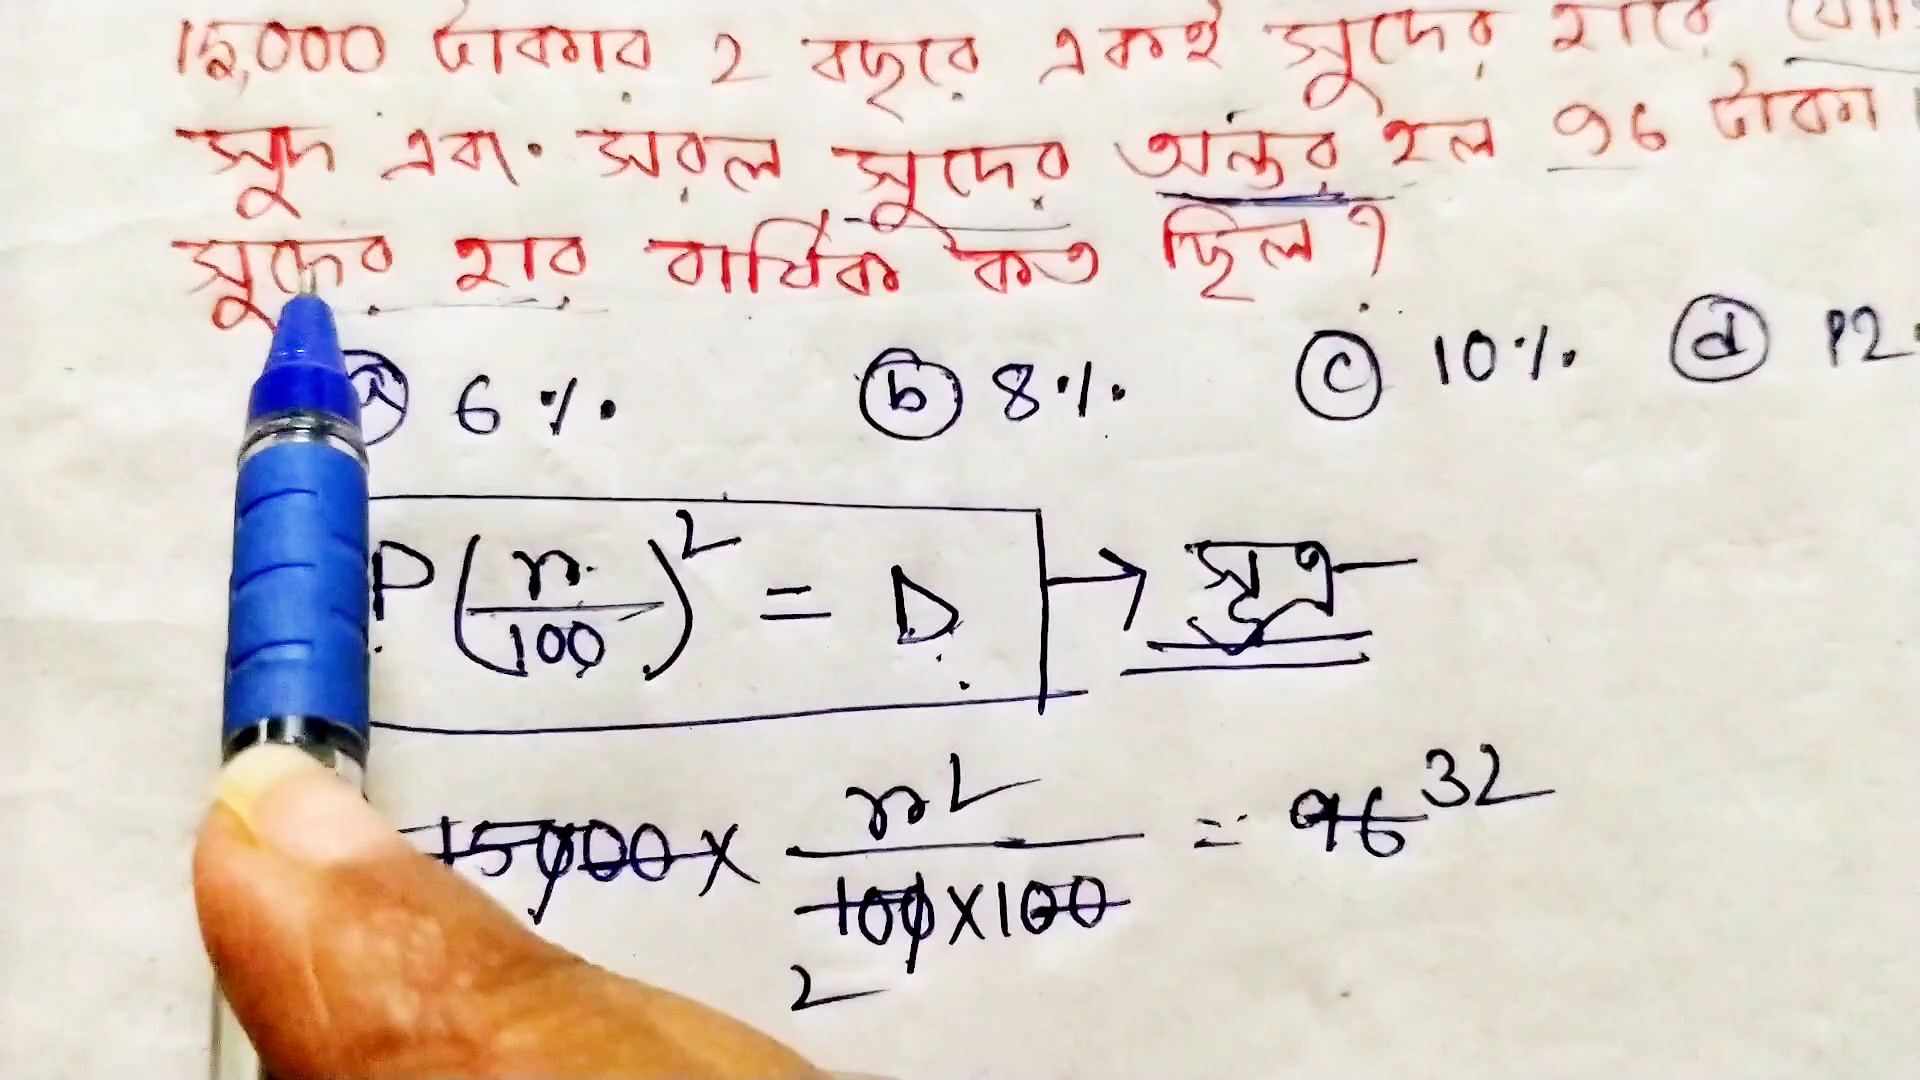 15,000 টাকার 2 বছরে একই সুদের হারে
সুদ এবং সরল সুদের অন্তর হল 96 টাকা।
সুদের হার বার্ষিক কত ছিল?
ⓐ 6% ⓑ 8% ⓒ 10% ⓓ 12
P(r/100)² = D → সূত্র
15000 × r²/(100×100) = 96 32
2